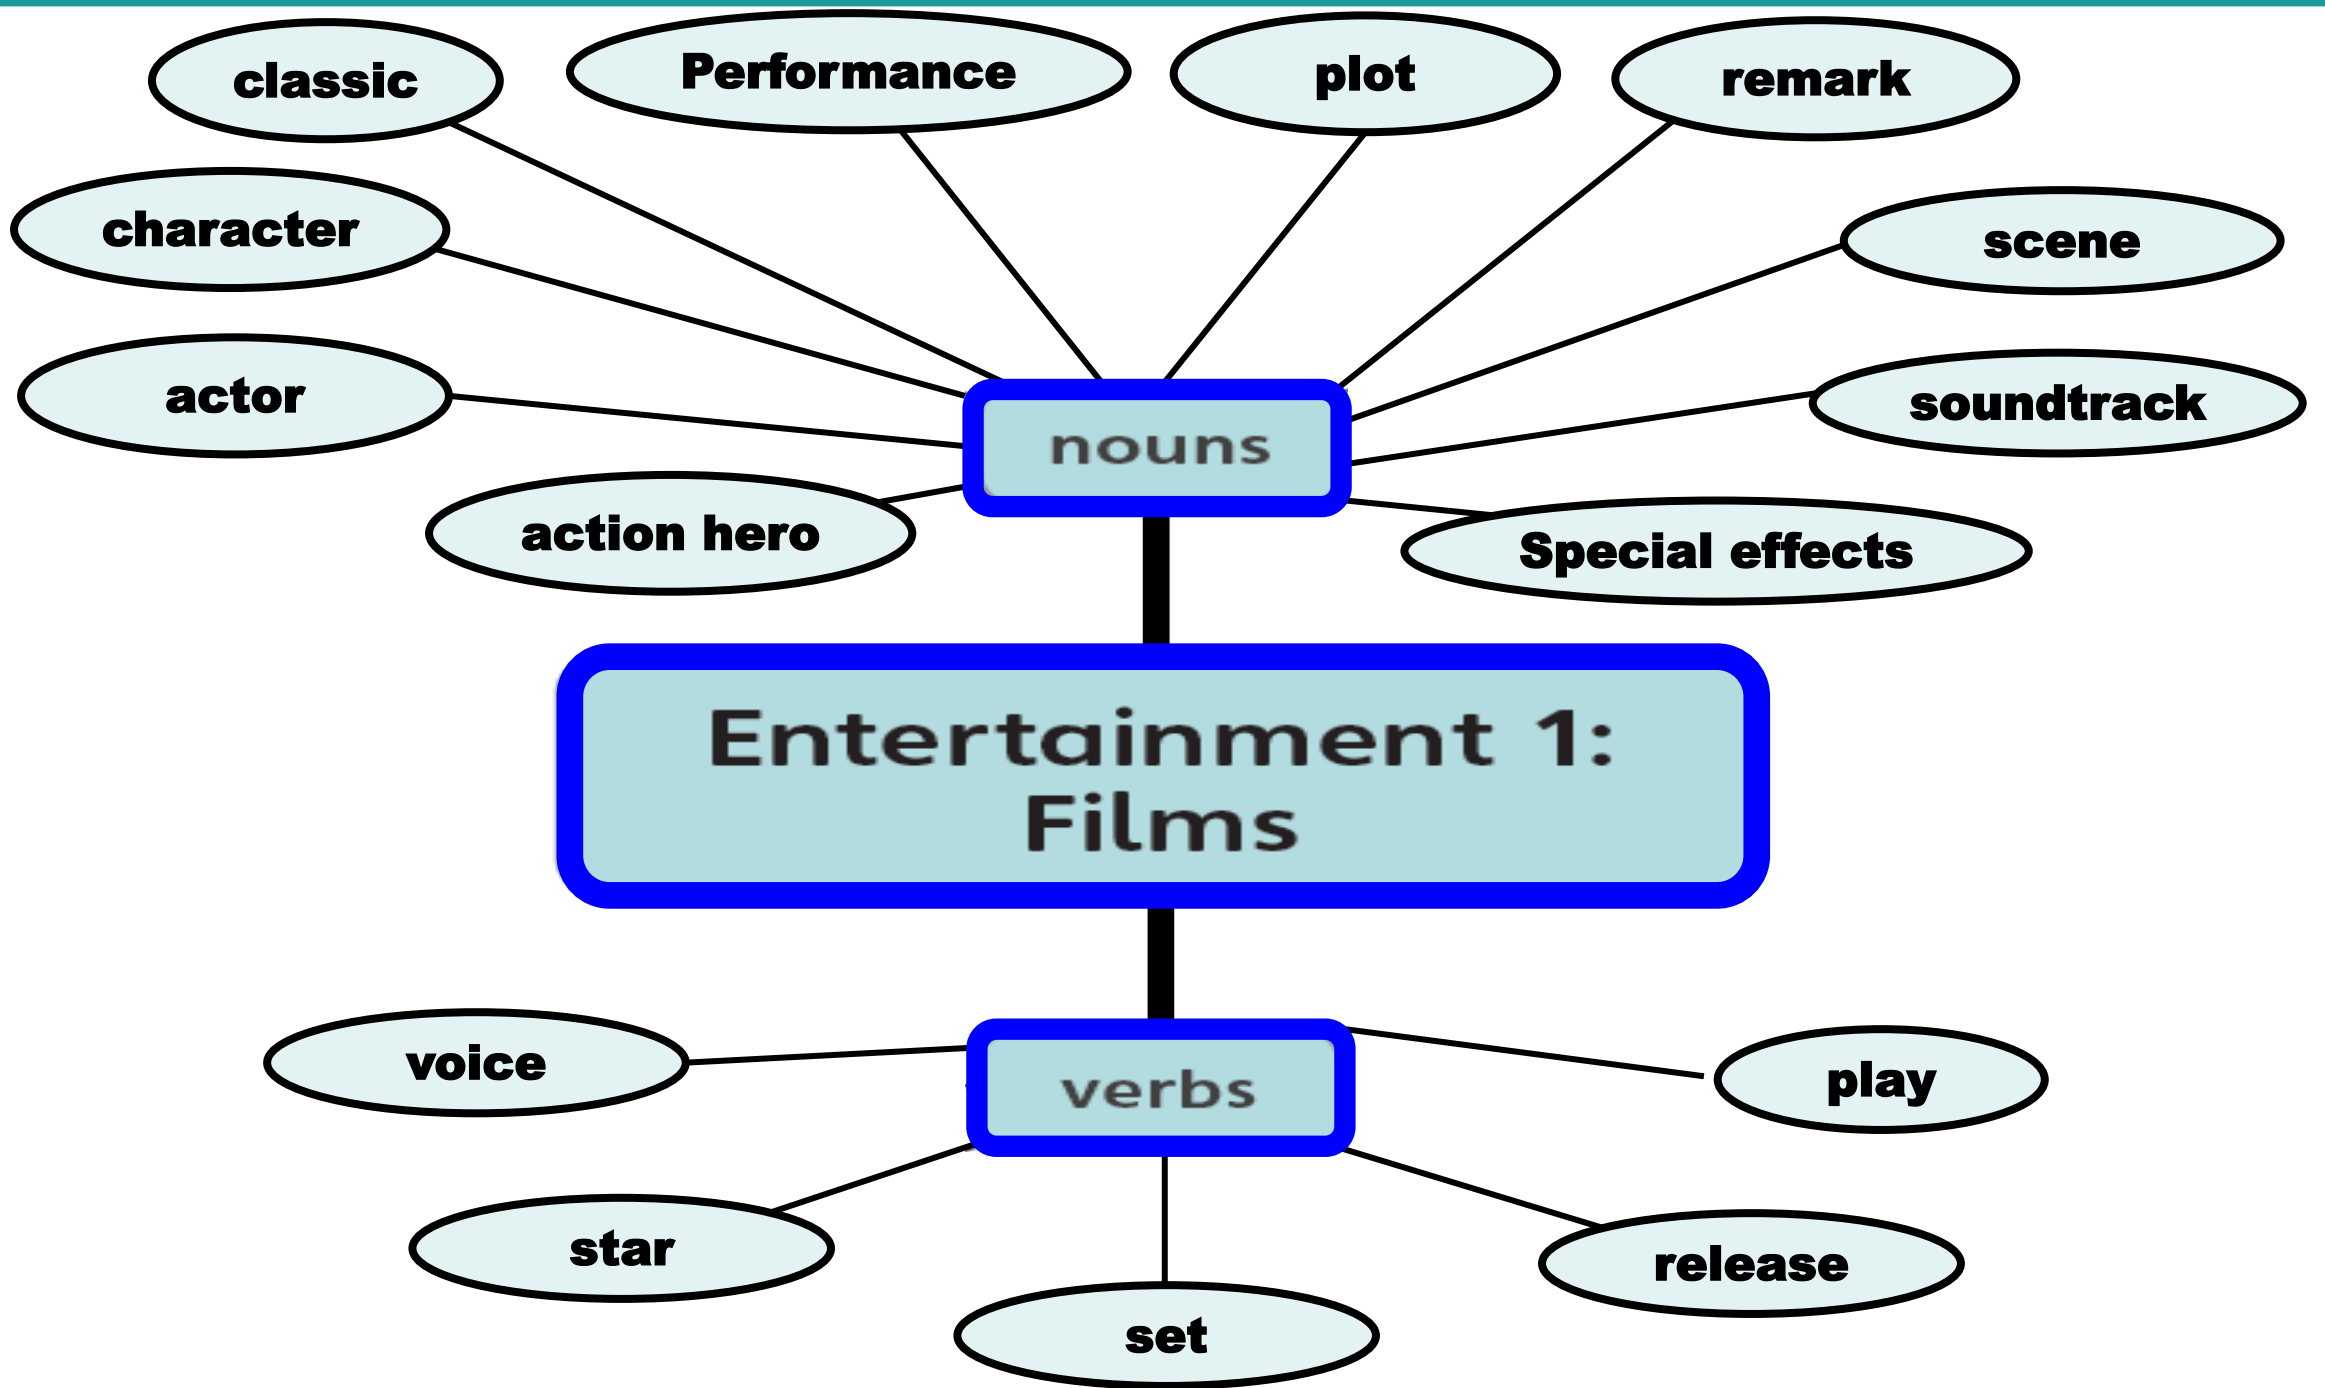 classic
Performance
plot
remark
character
scene
actor
soundtrack
nouns
action hero
Special effects
Entertainment 1:
Films
voice
verbs
play
star
release
set